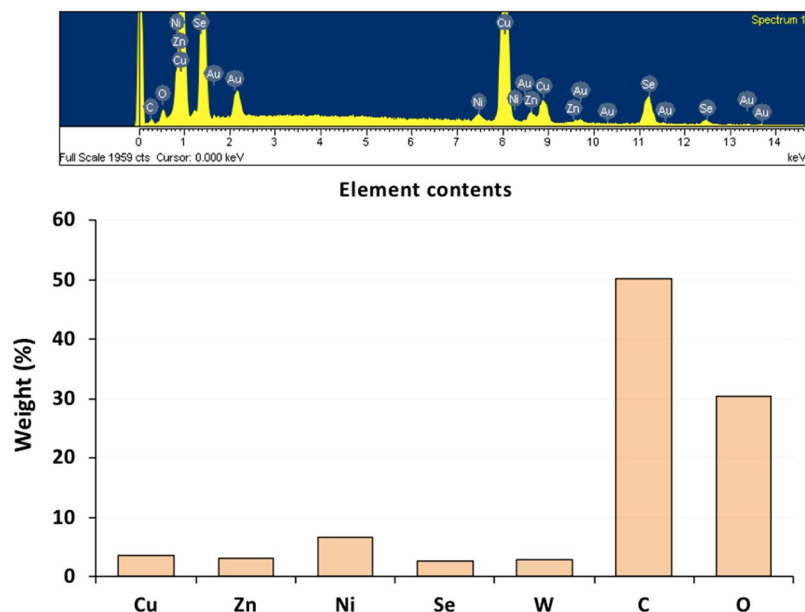 Spectrum 1
Ni Se Cu
Zn
Cu Au Au Au Cu Au Se Au
C O Ni Ni Zn Zn Au Au Se Au
0 1 2 3 4 5 6 7 8 9 10 11 12 13 14
Full Scale 1959 cts Cursor: 0.000 keV keV
Element contents
Weight (%)
60
50
40
30
20
10
0
Cu Zn Ni Se W C O